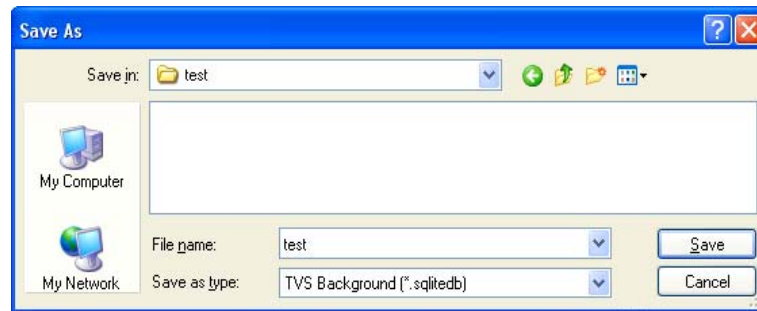 Save As
Save in: test
My Computer
My Network
File name: test Save
Save as type: TVS Background (*.sqlitedb) Cancel